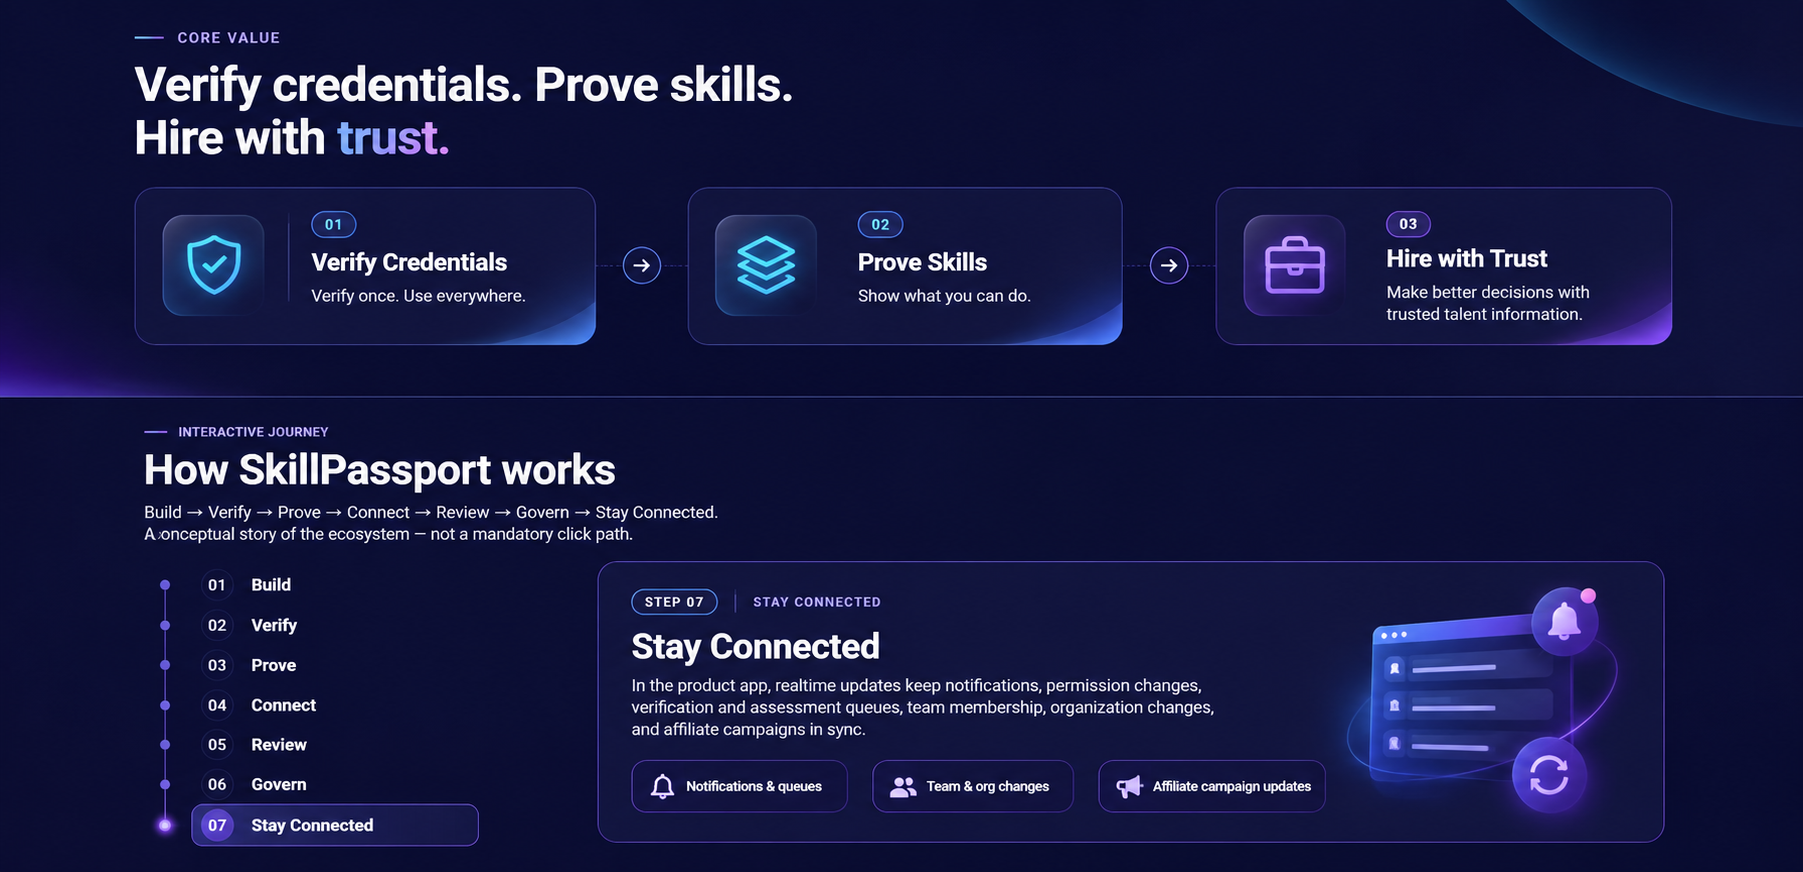 CORE VALUE
Verify credentials. Prove skills.
Hire with trust.
01
Verify Credentials
Verify once. Use everywhere.
02
Prove Skills
Show what you can do.
03
Hire with Trust
Make better decisions with
trusted talent information.
INTERACTIVE JOURNEY
How SkillPassport works
Build → Verify → Prove → Connect → Review → Govern → Stay Connected.
A onceptual story of the ecosystem — not a mandatory click path.
01 Build
02 Verify
03 Prove
04 Connect
05 Review
06 Govern
07 Stay Connected
STEP 07 STAY CONNECTED
Stay Connected
In the product app, realtime updates keep notifications, permission changes,
verification and assessment queues, team membership, organization changes,
and affiliate campaigns in sync.
Notifications & queues
Team & org changes
Affiliate campaign updates